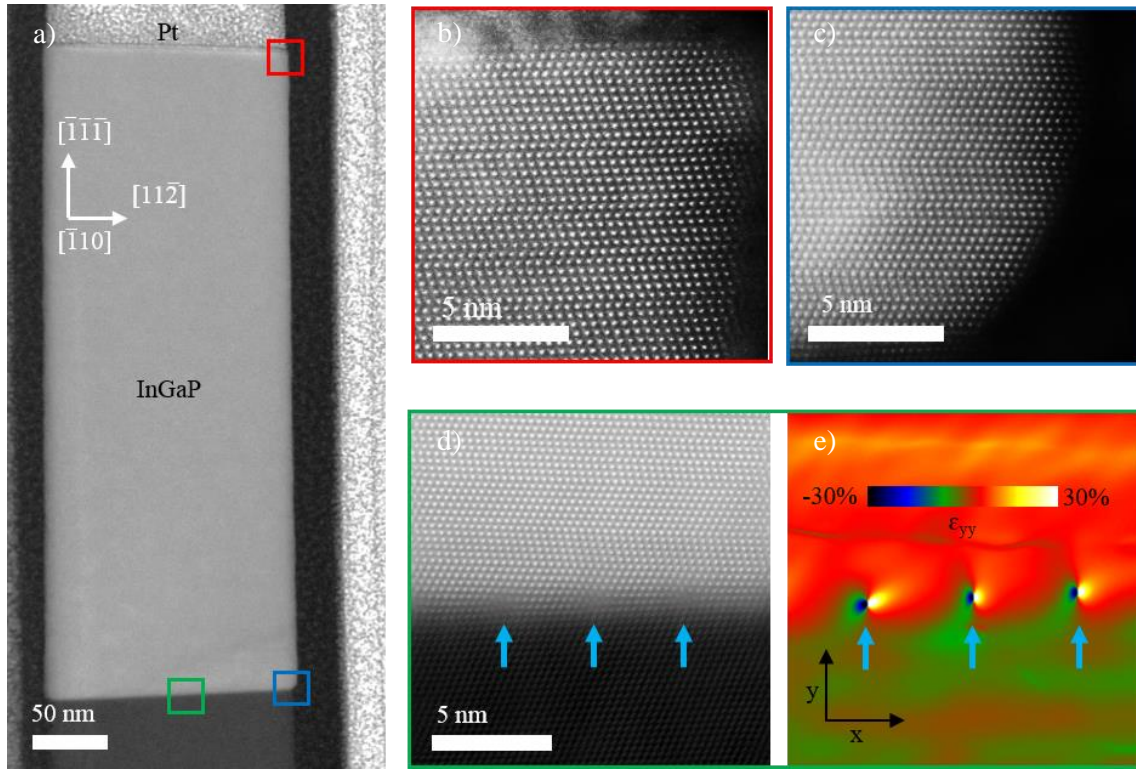 a)
Pt
[1̄1̄1̄]
[112̄]
[1̄10]
InGaP
50 nm
b)
5 nm
c)
5 nm
d)
5 nm
e)
-30%
30%
εyy
y
x